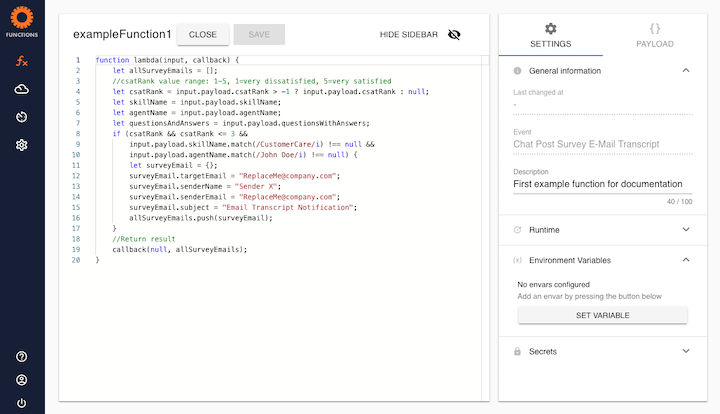 FUNCTIONS
exampleFunction1
CLOSE
SAVE
HIDE SIDEBAR
1 function lambda(input, callback) {
2 let allSurveyEmails = [];
3 //csatRank value range: 1-5, 1=very dissatisfied, 5=very satisfied
4 let csatRank = input.payload.csatRank > -1 ? input.payload.csatRank : null;
5 let skillName = input.payload.skillName;
6 let agentName = input.payload.agentName;
7 let questionsAndAnswers = input.payload.questionsWithAnswers;
8 if (csatRank && csatRank <= 3 &&
9 input.payload.skillName.match(/CustomerCare/i) !== null &&
10 input.payload.agentName.match(/John Doe/i) !== null) {
11 let surveyEmail = {};
12 surveyEmail.targetEmail = "ReplaceMe@company.com";
13 surveyEmail.senderName = "Sender X";
14 surveyEmail.senderEmail = "ReplaceMe@company.com";
15 surveyEmail.subject = "Email Transcript Notification";
16 allSurveyEmails.push(surveyEmail);
17 }
18 //Return result
19 callback(null, allSurveyEmails);
20 }
SETTINGS
{}
PAYLOAD
General information
Last changed at
-
Event
Chat Post Survey E-Mail Transcript
Description
First example function for documentation
40 / 100
Runtime
(x) Environment Variables
No envars configured
Add an envar by pressing the button below
SET VARIABLE
Secrets